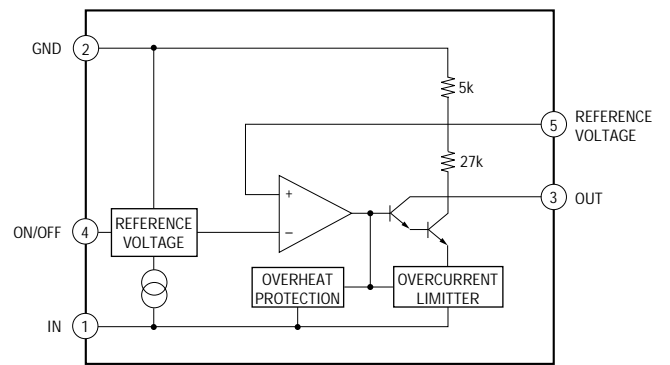 GND
2
5k
5
REFERENCE
VOLTAGE
27k
+
3
OUT
ON/OFF
4
REFERENCE
VOLTAGE
−
OVERHEAT
PROTECTION
OVERCURRENT
LIMITTER
IN
1